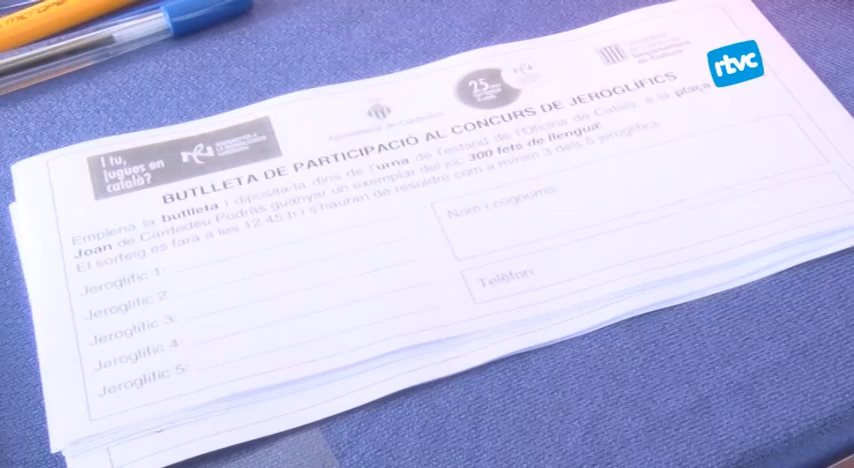 rtvc
I tu,
jugues en
català?
Ajuntament de Cardedeu
25
Departament
de Cultura
BUTLLETA DE PARTICIPACIÓ AL CONCURS DE JEROGLÍFICS
Emplena la butlleta i diposita-la dins de l'urna de l'estand de l'Oficina de Català, a la plaça
Joan de Cardedeu Podràs guanyar un exemplar del joc 300 fets de llengua
El sorteig es farà a les 12.45 h i s'hauran de resoldre com a mínim 3 dels 5 jeroglífics
Jeroglífic 1:
Jeroglífic 2
Jeroglífic 3:
Jeroglífic 4
Jeroglífic 5:
Nom i cognoms:
Telèfon: